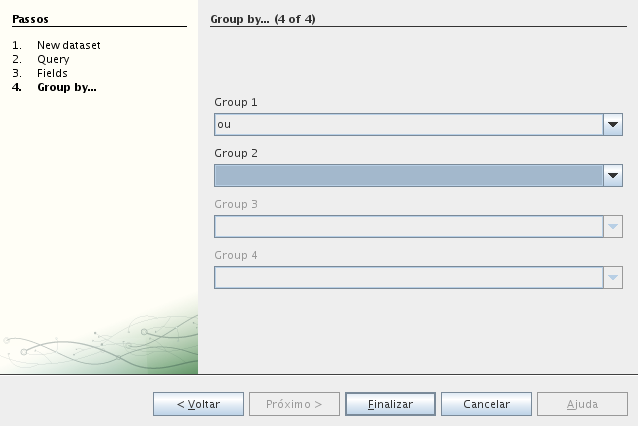 Passos
1. New dataset
2. Query
3. Fields
4. Group by...
Group by... (4 of 4)
Group 1
ou
Group 2
Group 3
Group 4
< Voltar
Próximo >
Finalizar
Cancelar
Ajuda